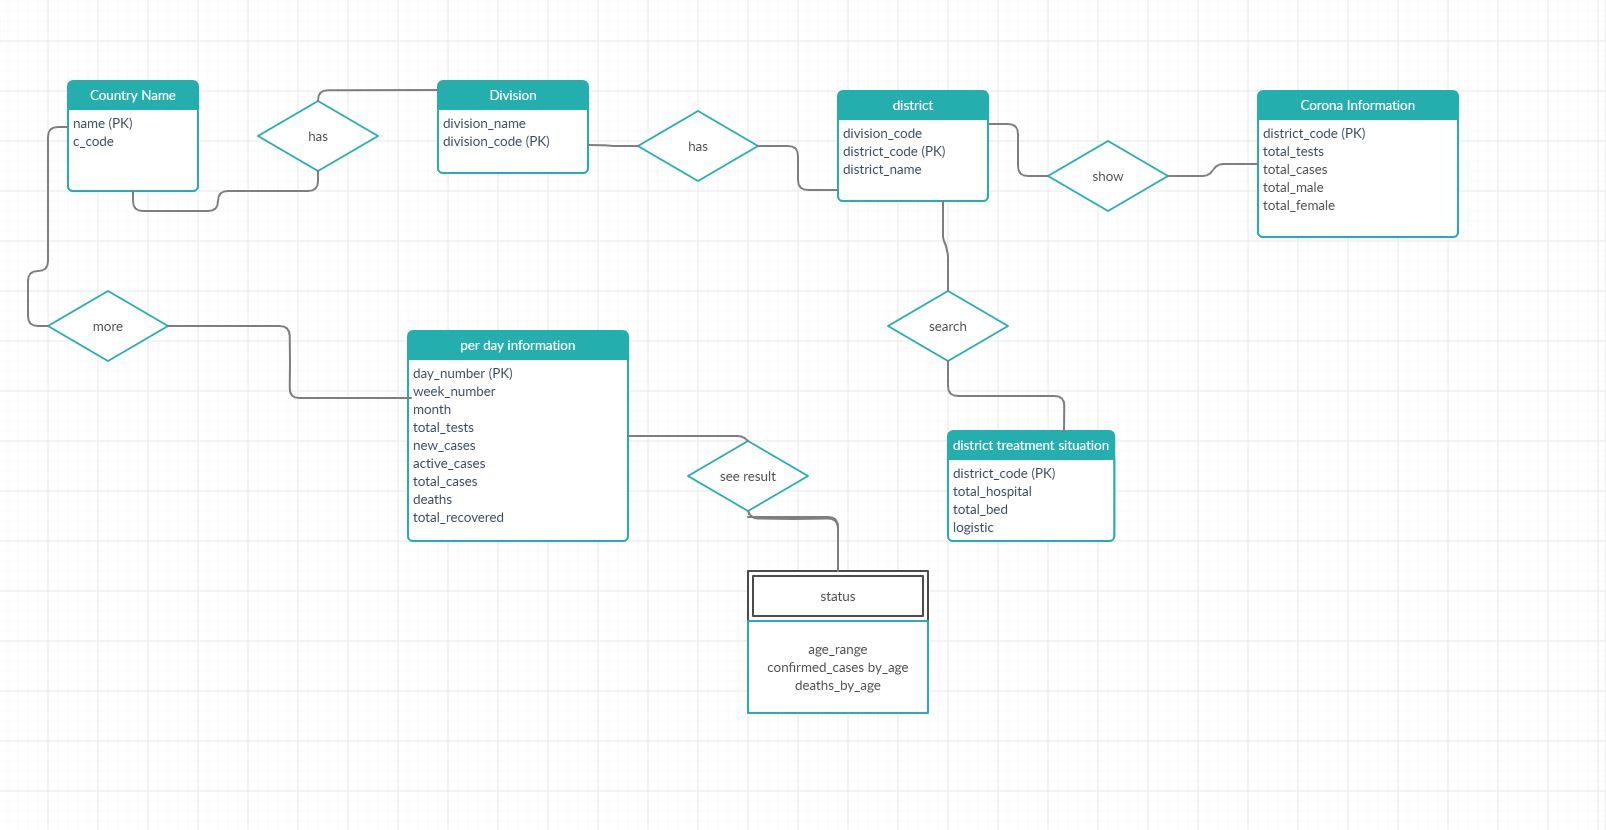 Country Name
name (PK)
c_code
has
Division
division_name
division_code (PK)
has
district
division_code
district_code (PK)
district_name
show
Corona Information
district_code (PK)
total_tests
total_cases
total_male
total_female
more
per day information
day_number (PK)
week_number
month
total_tests
new_cases
active_cases
total_cases
deaths
total_recovered
see result
search
district treatment situation
district_code (PK)
total_hospital
total_bed
logistic
status
age_range
confirmed_cases by_age
deaths_by_age